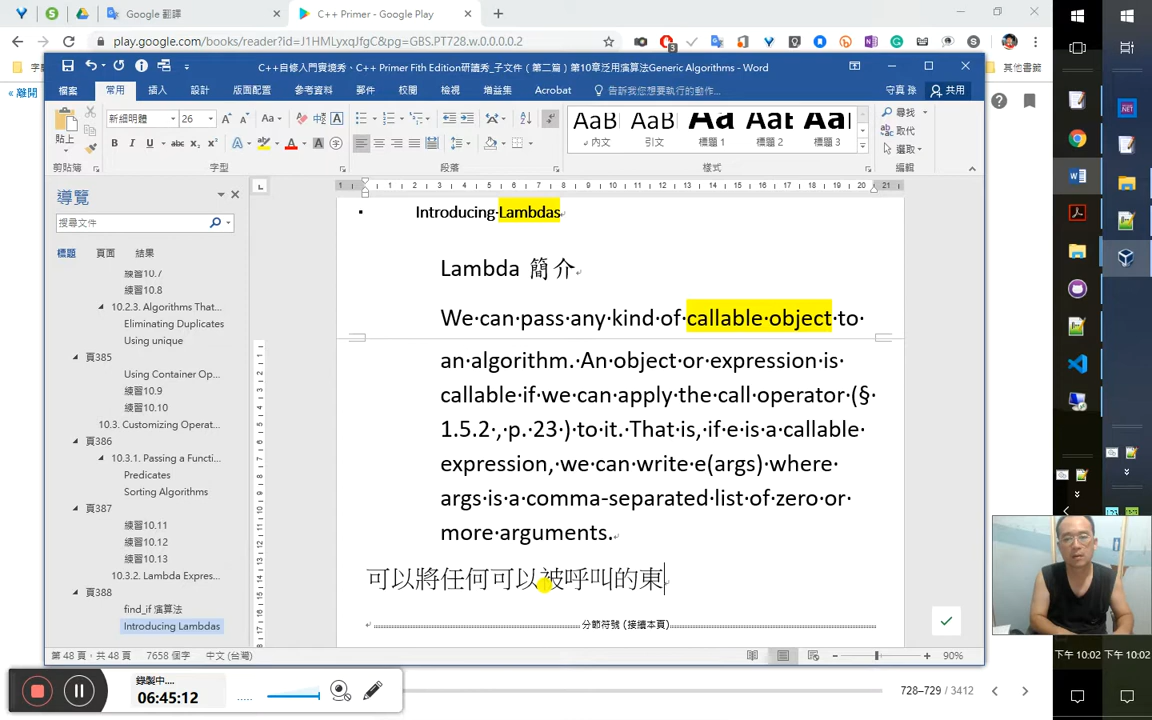 Google 翻譯
C++ Primer - Google Play
play.google.com/books/reader?id=J1HMLyxqJfgC&pg=GBS.PT728.w.0.0.0.0.2
其他書籤
« 離開
C++自修人門實境秀、C++ Primer Fith Edition研讀秀_子文件（第二篇）第10章泛用演算法Generic Algorithms - Word
檔案 常用 插入 設計 版面配置 參考資料 郵件 校閱 檢視 增益集 Acrobat 告訴我您想要執行的動作... 守真 孫 共用
貼上
新細明體 26
剪貼簿 字型 段落 樣式 編輯
AaB AaB Aa Aa Aal
內文 引文 標題 1 標題 2 標題 3
尋找
取代
選取
導覽
搜尋文件
標題 頁面 結果
練習10.7
10.2.3. Algorithms That...
Eliminating Duplicates
Using unique
頁385
Using Container Op...
練習10.9
練習10.10
10.3. Customizing Operat...
頁386
10.3.1. Passing a Functi...
Predicates
Sorting Algorithms
頁387
練習10.11
練習10.12
練習10.13
10.3.2. Lambda Expres...
頁388
find_if 演算法
Introducing Lambdas
Introducing Lambdas
Lambda 簡介
We can pass any kind of callable object to
an algorithm. An object or expression is
callable if we can apply the call operator (§
1.5.2 , p. 23 ) to it. That is, if e is a callable
expression, we can write e(args) where
args is a comma-separated list of zero or
more arguments.
可以將任何可以被呼叫的東
分節符號 (接續本頁)
第 48 頁，共 48 頁 7658 個字 中文 (台灣) 90%
錄製中...
06:45:12
728–729 / 3412
下午 10:02 下午 10:02